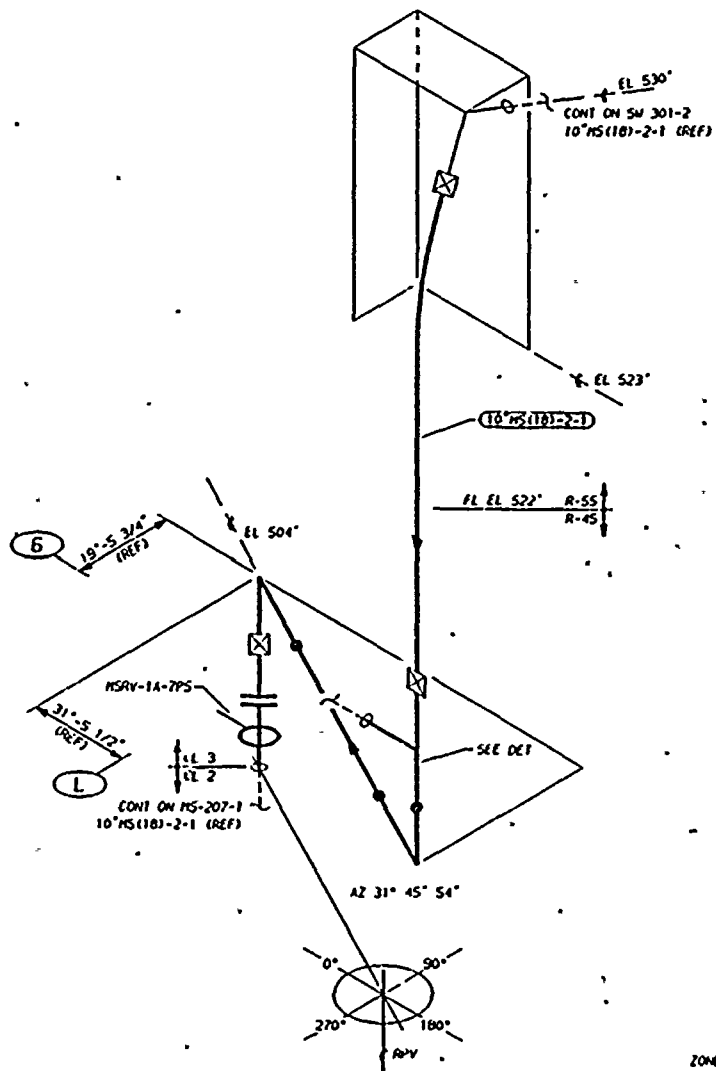 EL 530°
CONT ON SW 301-2
10"MS(18)-2-1 (REF)
EL 523°
10"MS(18)-2-1
FL EL 522° R-55
R-45
6
19°-5 3/4"
(REF)
EL 504°
MSRV-1A-7PS
31°-5 1/2"
(REF)
L
CL 3
CL 2
CONT ON MS-207-1
10"MS(18)-2-1 (REF)
SEE DET
AZ 31° 45° 54"
0°
90°
270°
180°
RPV